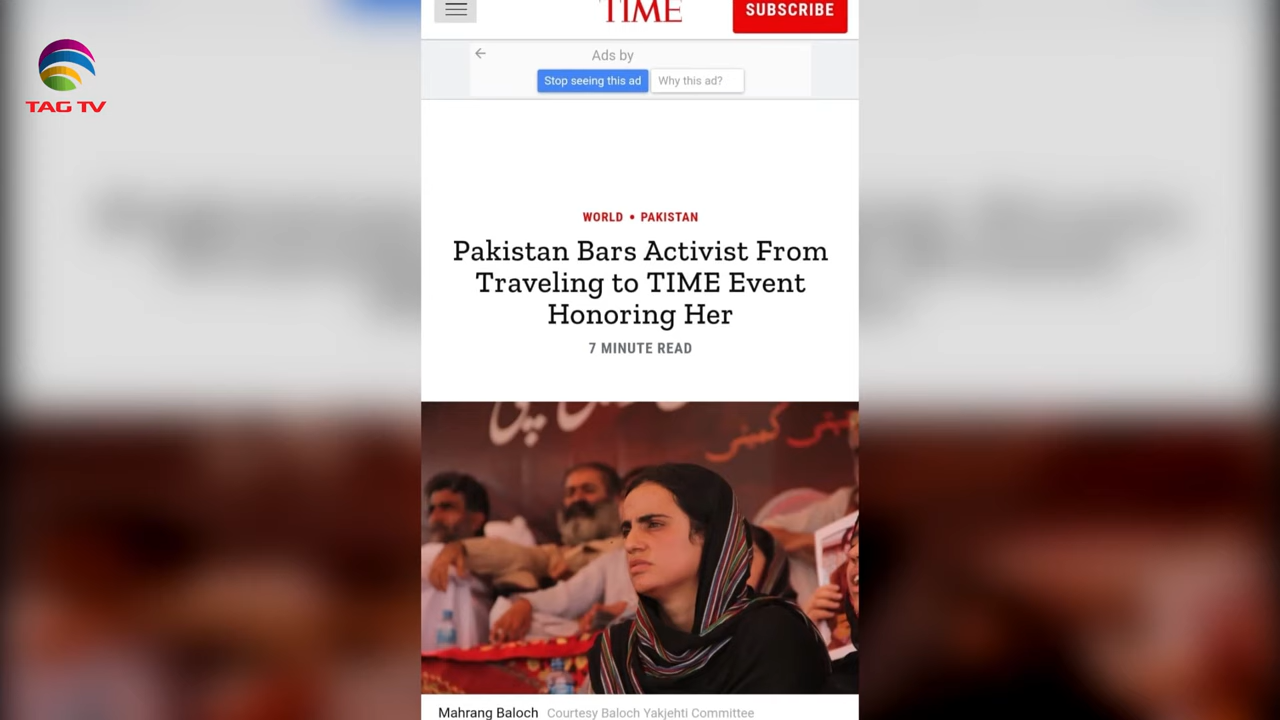 TIME
SUBSCRIBE
Ads by
Stop seeing this ad
Why this ad?
TAG TV
WORLD • PAKISTAN
Pakistan Bars Activist From
Traveling to TIME Event
Honoring Her
7 MINUTE READ
Mahrang Baloch Courtesy Baloch Yakjehti Committee